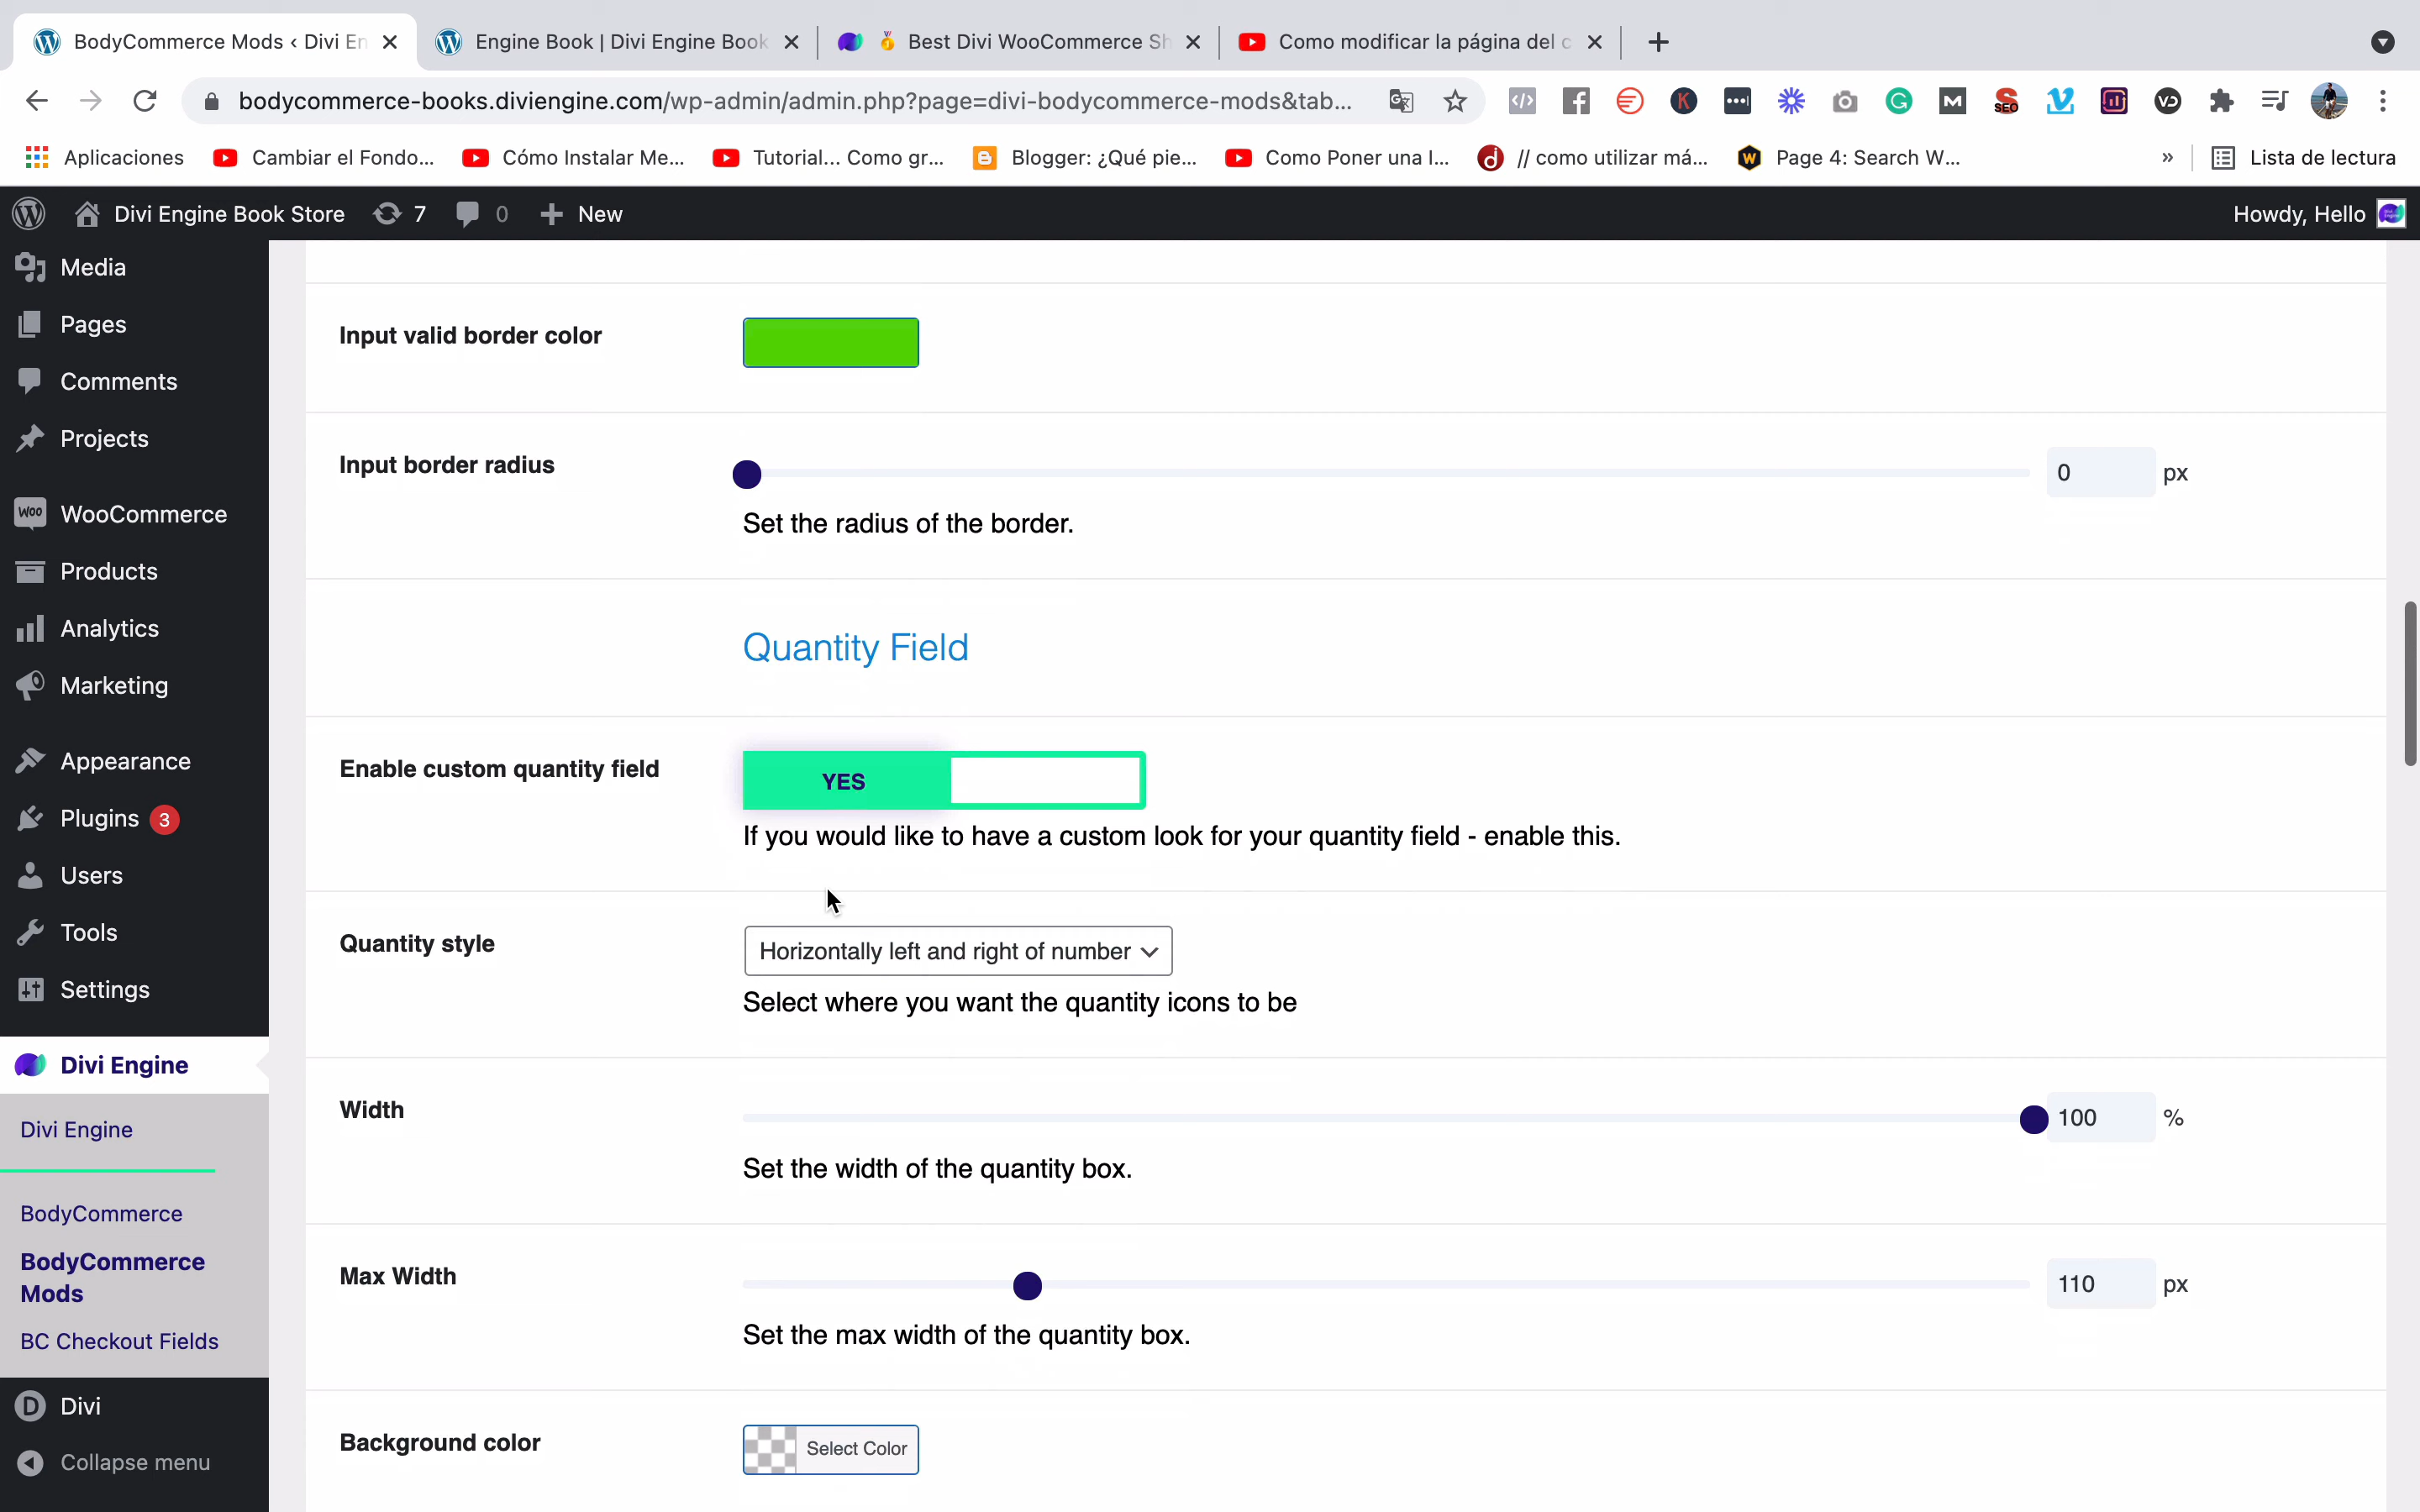 BodyCommerce Mods ‹ Divi En
Engine Book | Divi Engine Book
Best Divi WooCommerce Sh
Como modificar la página del c
bodycommerce-books.diviengine.com/wp-admin/admin.php?page=divi-bodycommerce-mods&tab...
Aplicaciones
Cambiar el Fondo...
Cómo Instalar Me...
Tutorial... Como gr...
Blogger: ¿Qué pie...
Como Poner una I...
// como utilizar má...
Page 4: Search W...
»
Lista de lectura
Divi Engine Book Store
7
0
New
Howdy, Hello
Media
Pages
Comments
Projects
WooCommerce
Products
Analytics
Marketing
Appearance
Plugins 3
Users
Tools
Settings
Divi Engine
Divi Engine
BodyCommerce
BodyCommerce
Mods
BC Checkout Fields
Divi
Collapse menu
Input valid border color
Input border radius
0 px
Set the radius of the border.
Quantity Field
Enable custom quantity field
YES
If you would like to have a custom look for your quantity field - enable this.
Quantity style
Horizontally left and right of number
Select where you want the quantity icons to be
Width
100 %
Set the width of the quantity box.
Max Width
110 px
Set the max width of the quantity box.
Background color
Select Color